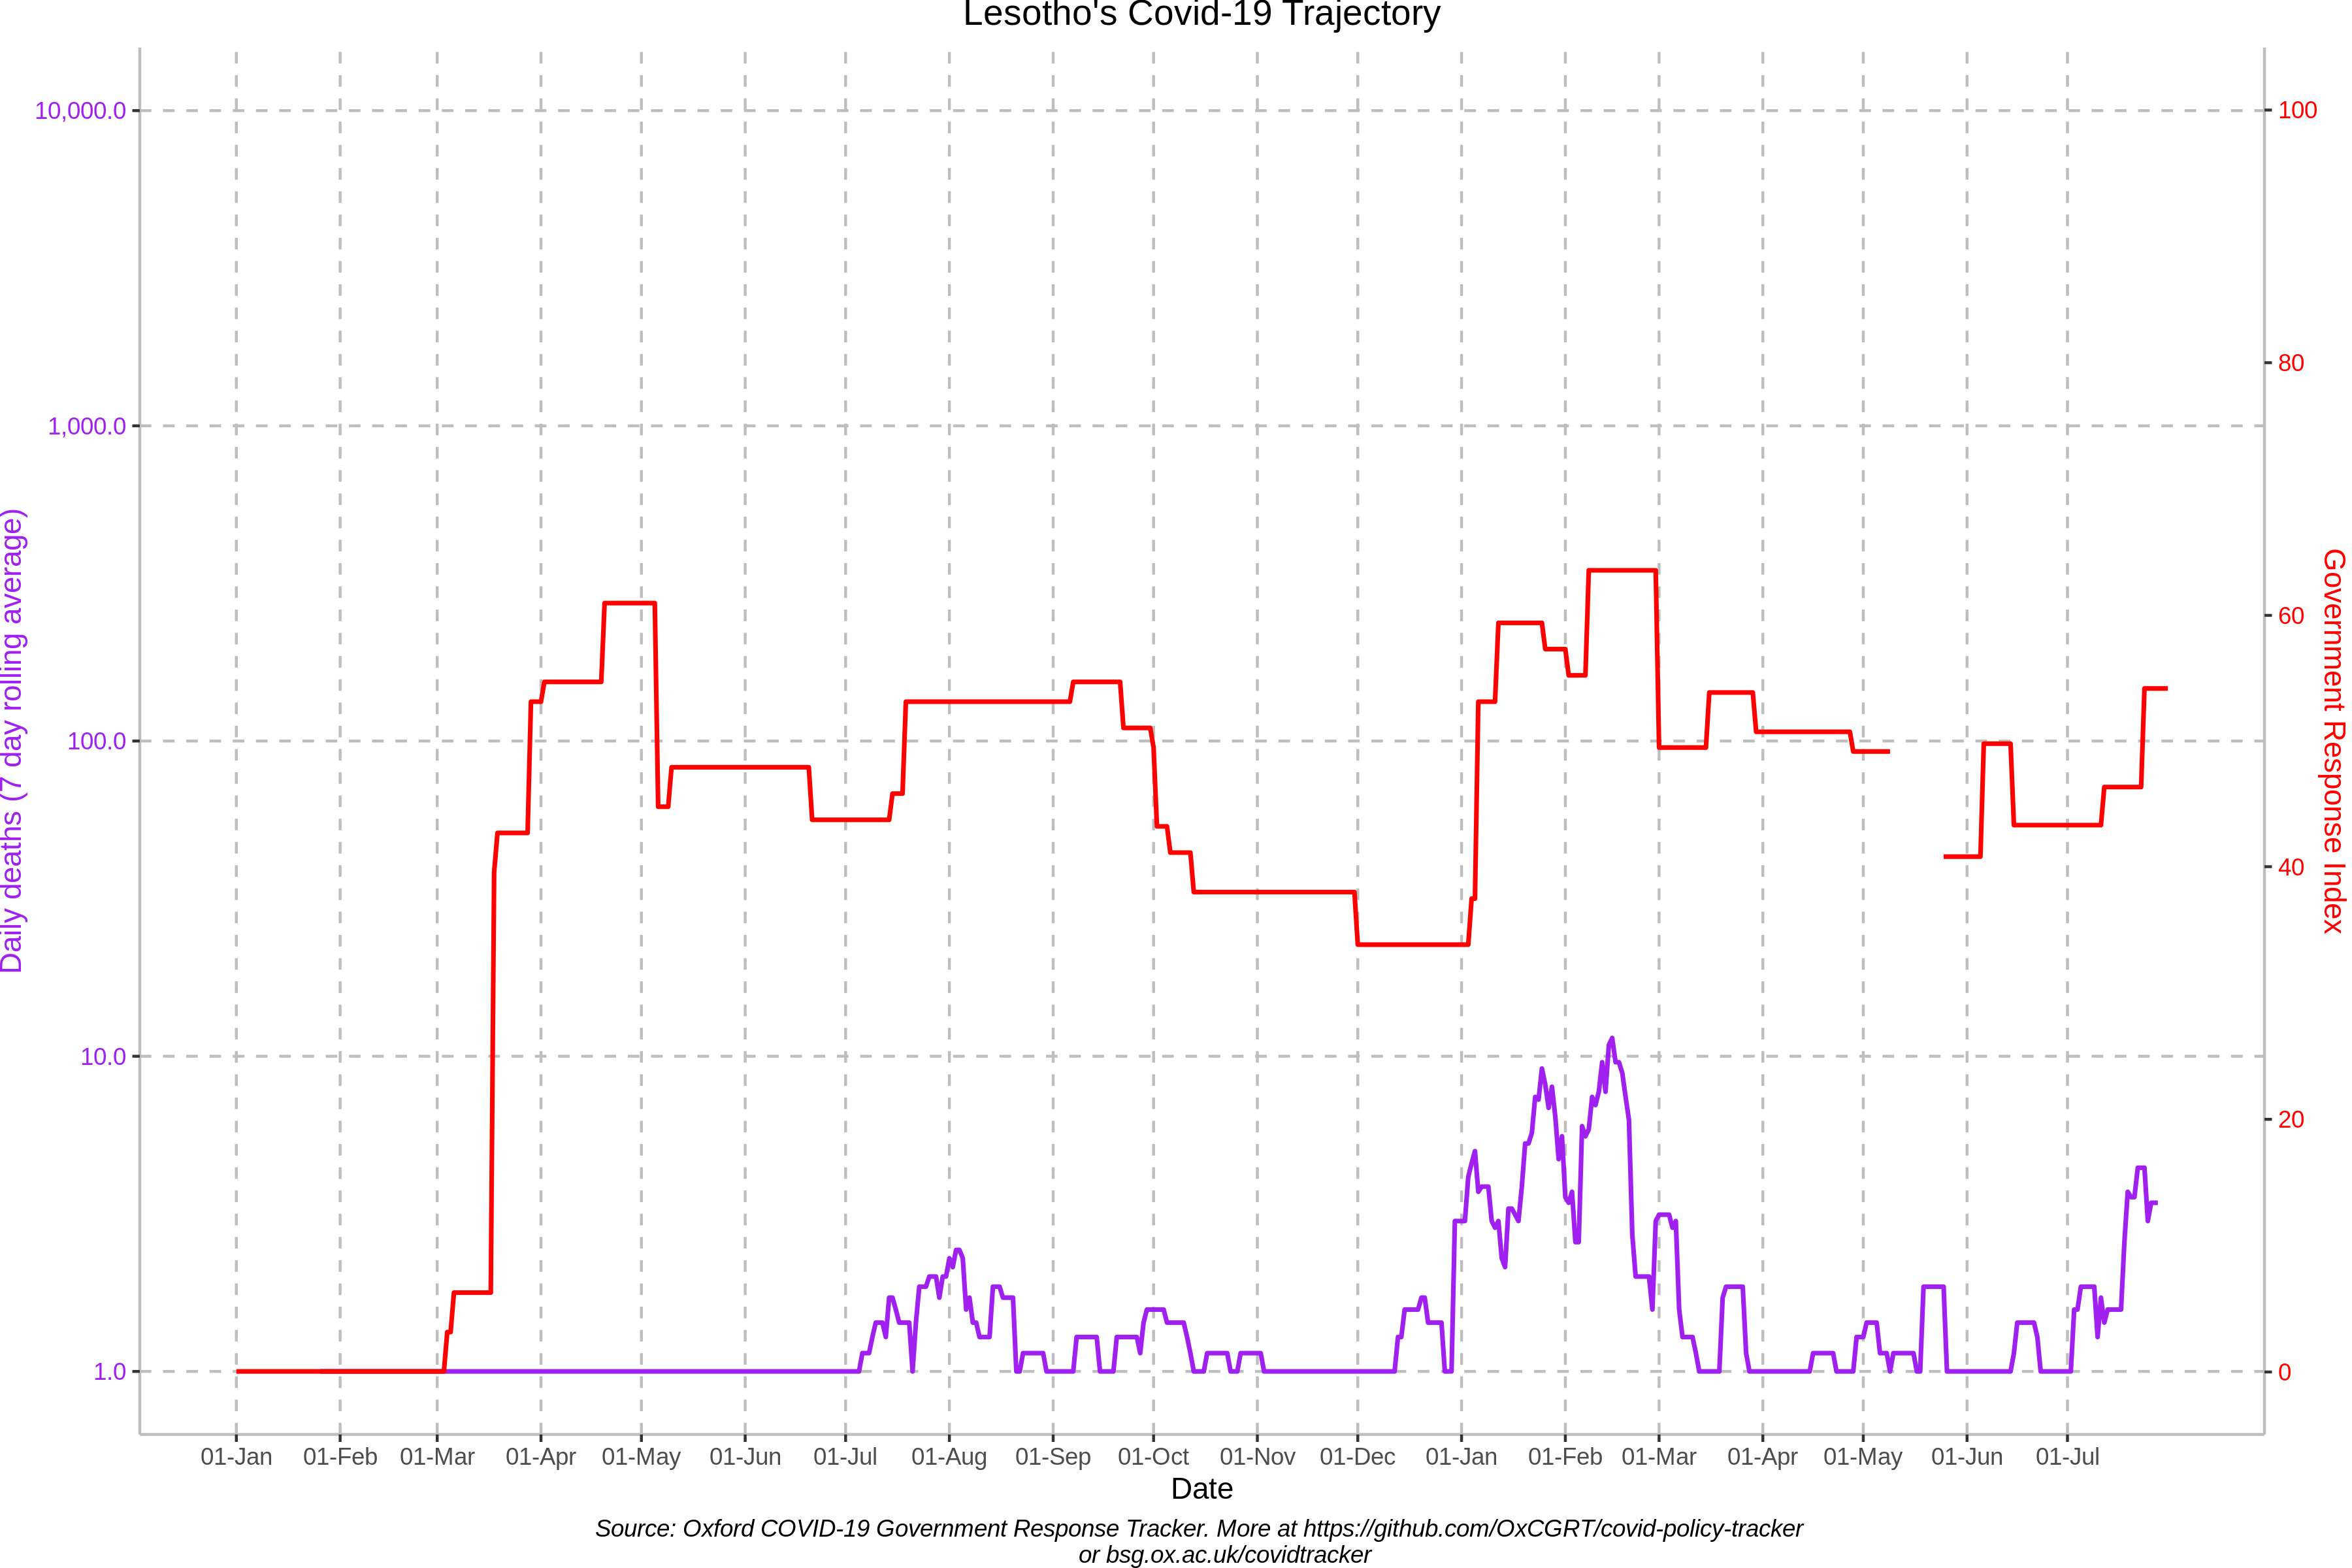 Lesotho's Covid-19 Trajectory
10,000.0
1,000.0
100.0
10.0
1.0
Daily deaths (7 day rolling average)
100
80
60
40
20
0
Government Response Index
01-Jan 01-Feb 01-Mar 01-Apr 01-May 01-Jun 01-Jul 01-Aug 01-Sep 01-Oct 01-Nov 01-Dec 01-Jan 01-Feb 01-Mar 01-Apr 01-May 01-Jun 01-Jul
Date
Source: Oxford COVID-19 Government Response Tracker. More at https://github.com/OxCGRT/covid-policy-tracker
or bsg.ox.ac.uk/covidtracker